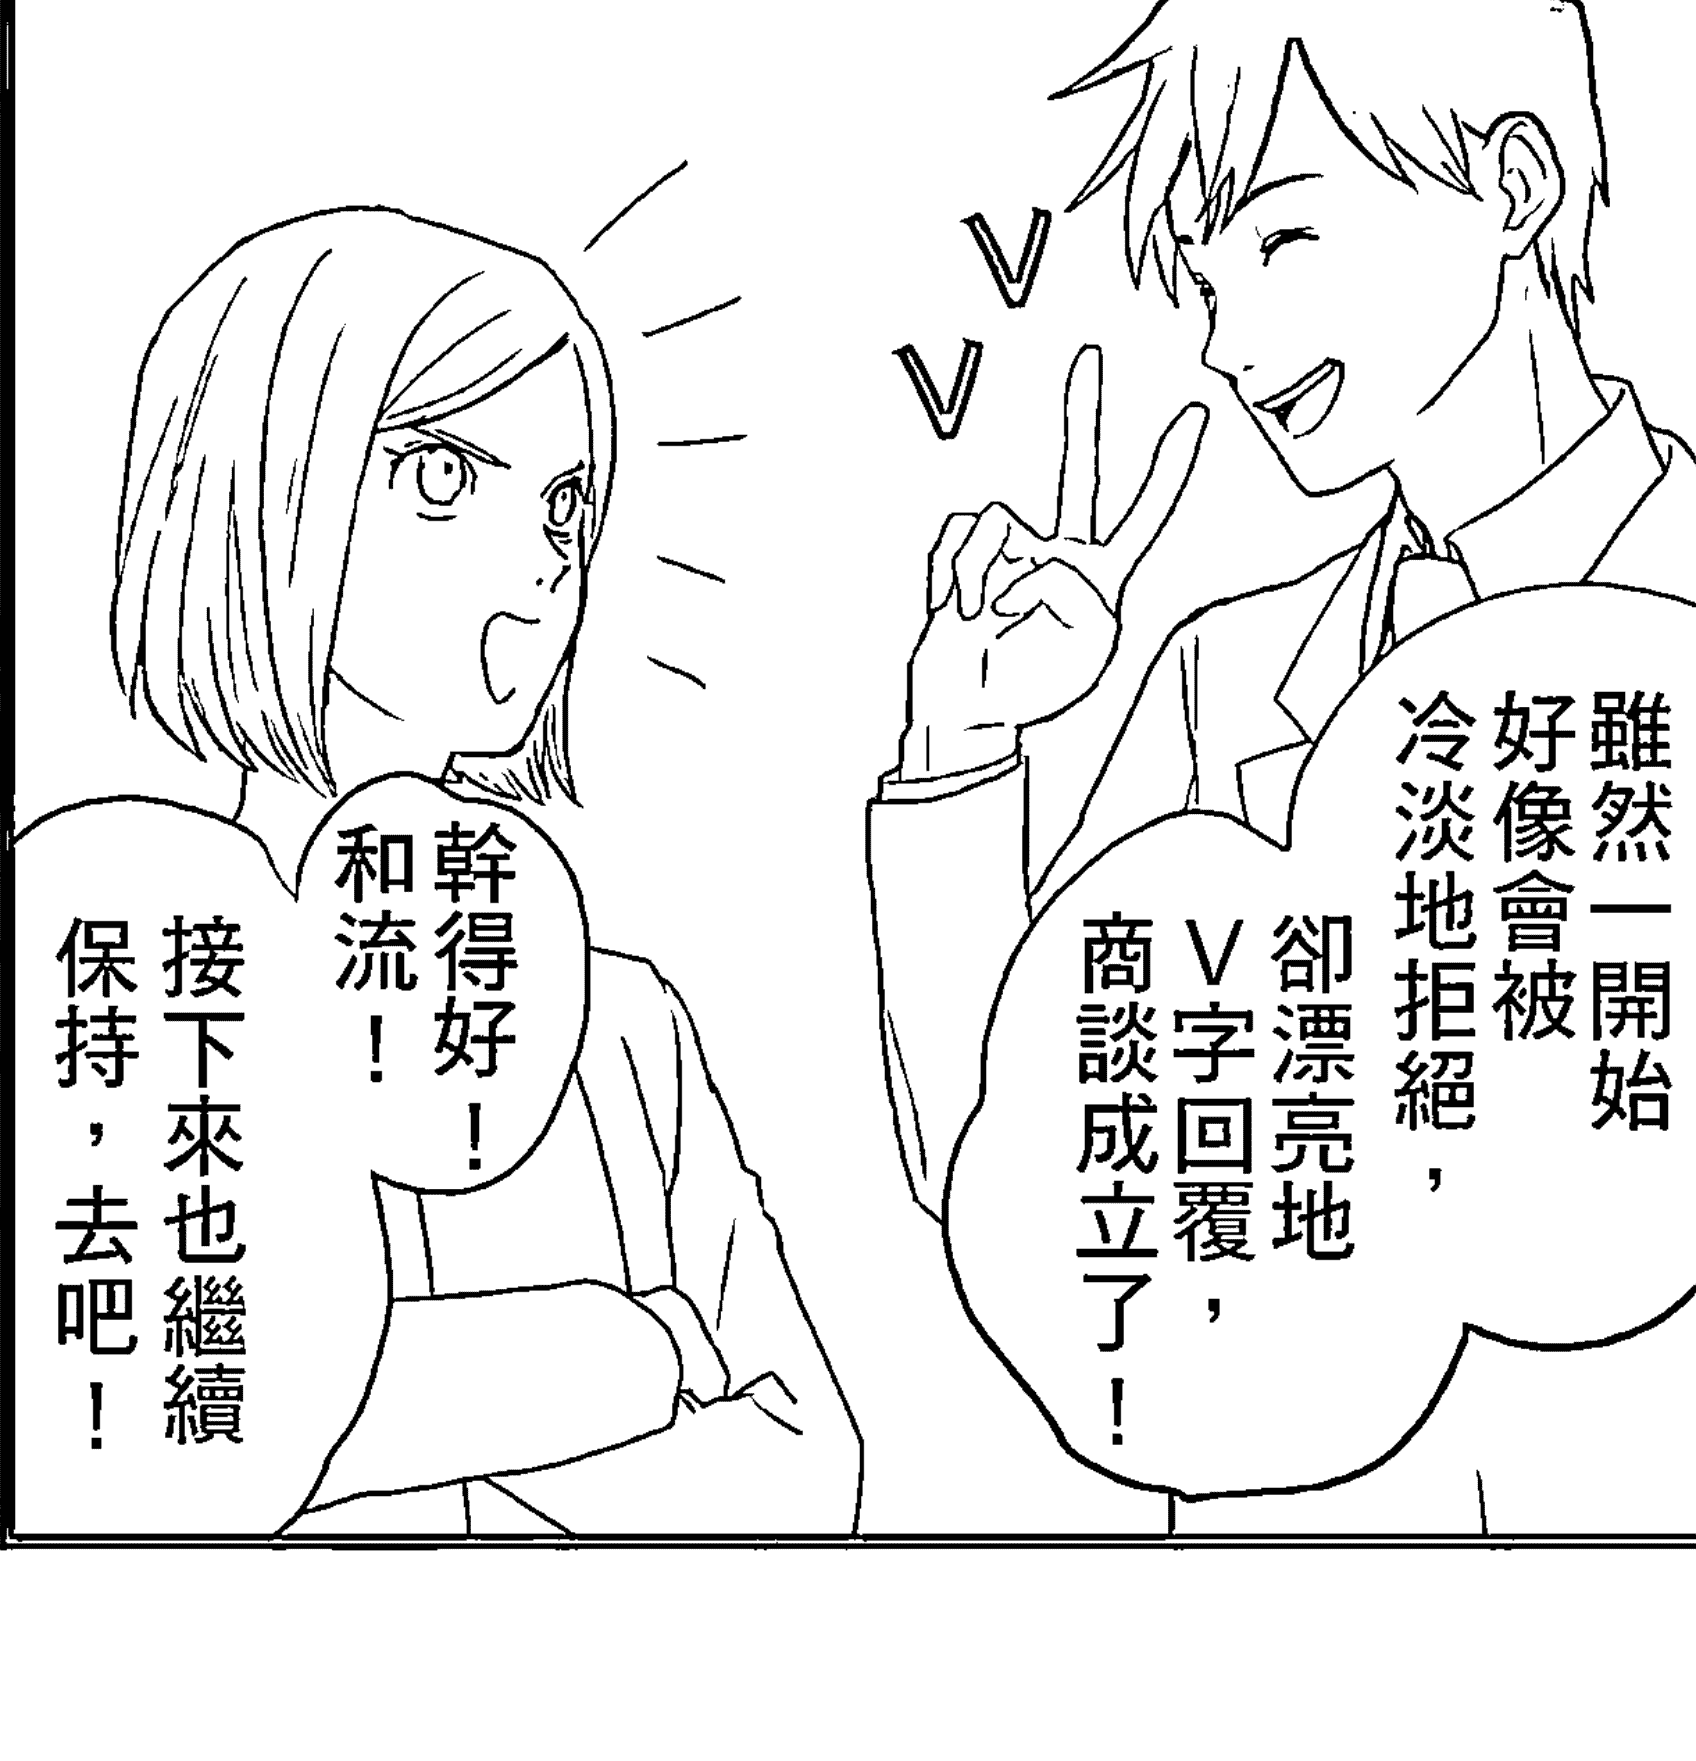 雖然一開始
好像會被
冷淡地拒絕，
卻漂亮地
V字回覆，
商談成立了！
V
V
幹得好！
和流！
接下來也繼續
保持，去吧！